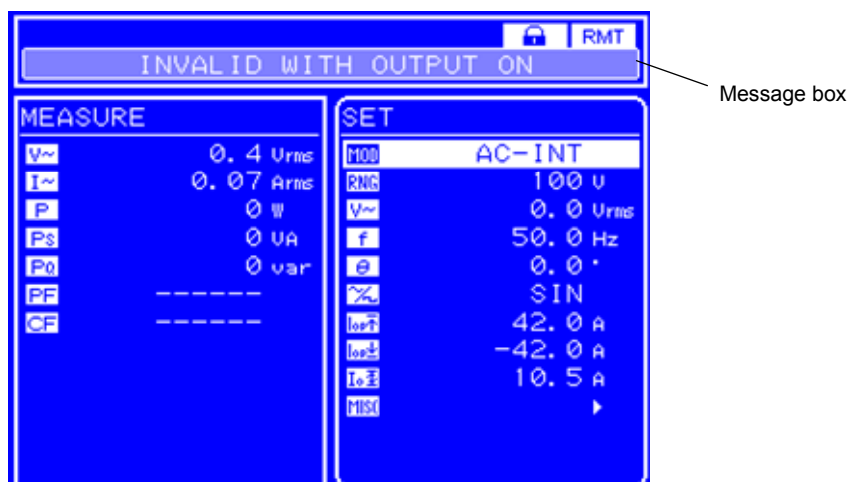 RMT
INVALID WITH OUTPUT ON
Message box
MEASURE
V~ 0.4 Vrms
I~ 0.07 Arms
P 0 W
PS 0 VA
PQ 0 var
PF ------
CF ------
SET
MOD AC-INT
RNG 100 V
V~ 0.0 Vrms
f 50.0 Hz
θ 0.0 °
SIN
42.0 A
-42.0 A
10.5 A
MISC